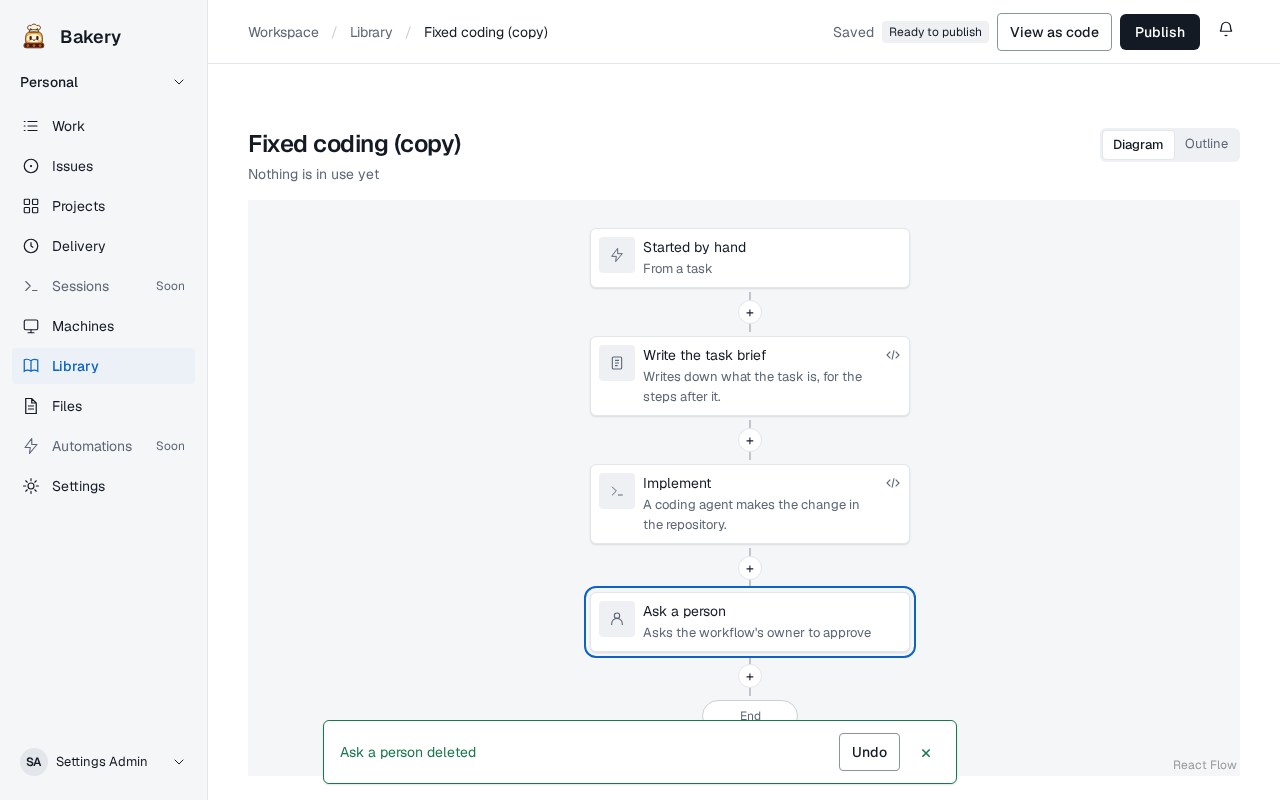 Bakery
Workspace / Library / Fixed coding (copy)
Saved
Ready to publish
View as code
Publish
Personal
Work
Issues
Projects
Delivery
Sessions Soon
Machines
Library
Files
Automations Soon
Settings
SA Settings Admin
Fixed coding (copy)
Nothing is in use yet
Diagram
Outline
Started by hand
From a task
+
Write the task brief
Writes down what the task is, for the
steps after it.
+
Implement
A coding agent makes the change in
the repository.
+
Ask a person
Asks the workflow's owner to approve
+
End
Ask a person deleted
Undo
React Flow